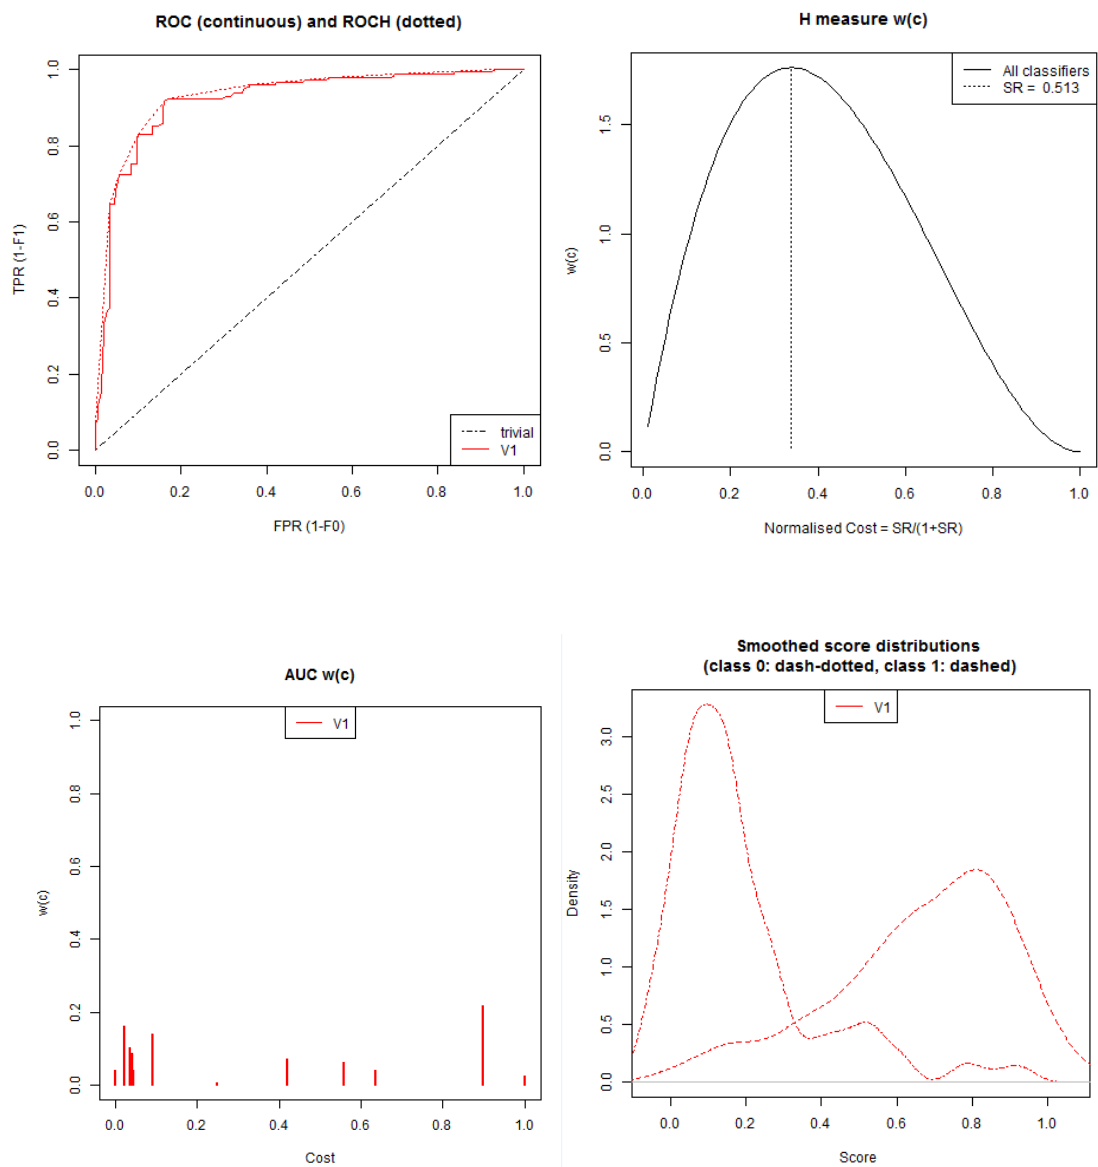 ROC (continuous) and ROCH (dotted)
TPR (1-F1)
1.0
0.8
0.6
0.4
0.2
0.0
trivial
V1
0.0 0.2 0.4 0.6 0.8 1.0
FPR (1-F0)
H measure w(c)
w(c)
1.5
1.0
0.5
0.0
All classifiers
SR = 0.513
0.0 0.2 0.4 0.6 0.8 1.0
Normalised Cost = SR/(1+SR)
AUC w(c)
w(c)
1.0
0.8
0.6
0.4
0.2
0.0
V1
0.0 0.2 0.4 0.6 0.8 1.0
Cost
Smoothed score distributions
(class 0: dash-dotted, class 1: dashed)
Density
3.0
2.5
2.0
1.5
1.0
0.5
0.0
V1
0.0 0.2 0.4 0.6 0.8 1.0
Score